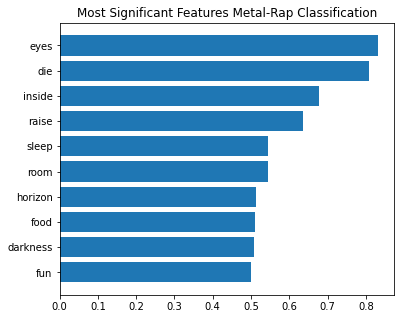 Most Significant Features Metal-Rap Classification
eyes
die
inside
raise
sleep
room
horizon
food
darkness
fun
0.0 0.1 0.2 0.3 0.4 0.5 0.6 0.7 0.8